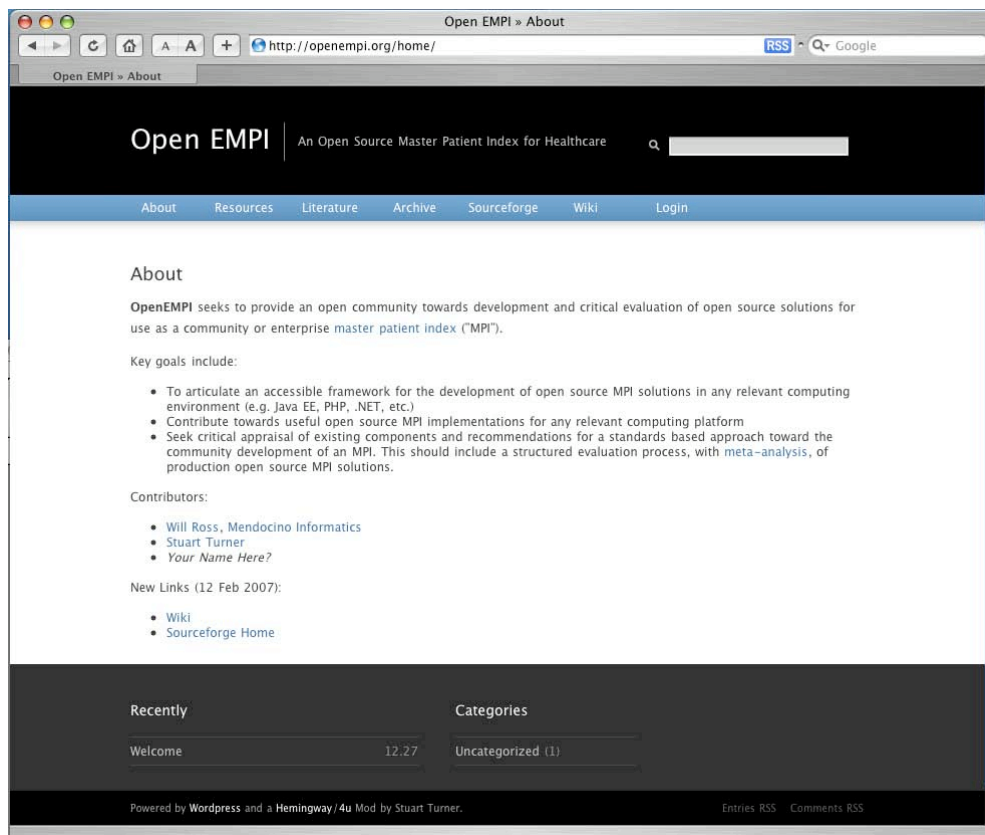 Open EMPI » About
A A + http://openempi.org/home/ RSS Google
Open EMPI » About
Open EMPI An Open Source Master Patient Index for Healthcare
About Resources Literature Archive Sourceforge Wiki Login
About
OpenEMPI seeks to provide an open community towards development and critical evaluation of open source solutions for
use as a community or enterprise master patient index ("MPI").
Key goals include:
• To articulate an accessible framework for the development of open source MPI solutions in any relevant computing
environment (e.g. Java EE, PHP, .NET, etc.)
• Contribute towards useful open source MPI implementations for any relevant computing platform
• Seek critical appraisal of existing components and recommendations for a standards based approach toward the
community development of an MPI. This should include a structured evaluation process, with meta-analysis, of
production open source MPI solutions.
Contributors:
• Will Ross, Mendocino Informatics
• Stuart Turner
• Your Name Here?
New Links (12 Feb 2007):
• Wiki
• Sourceforge Home
Recently Categories
Welcome 12.27 Uncategorized (1)
Powered by Wordpress and a Hemingway/4u Mod by Stuart Turner. Entries RSS Comments RSS